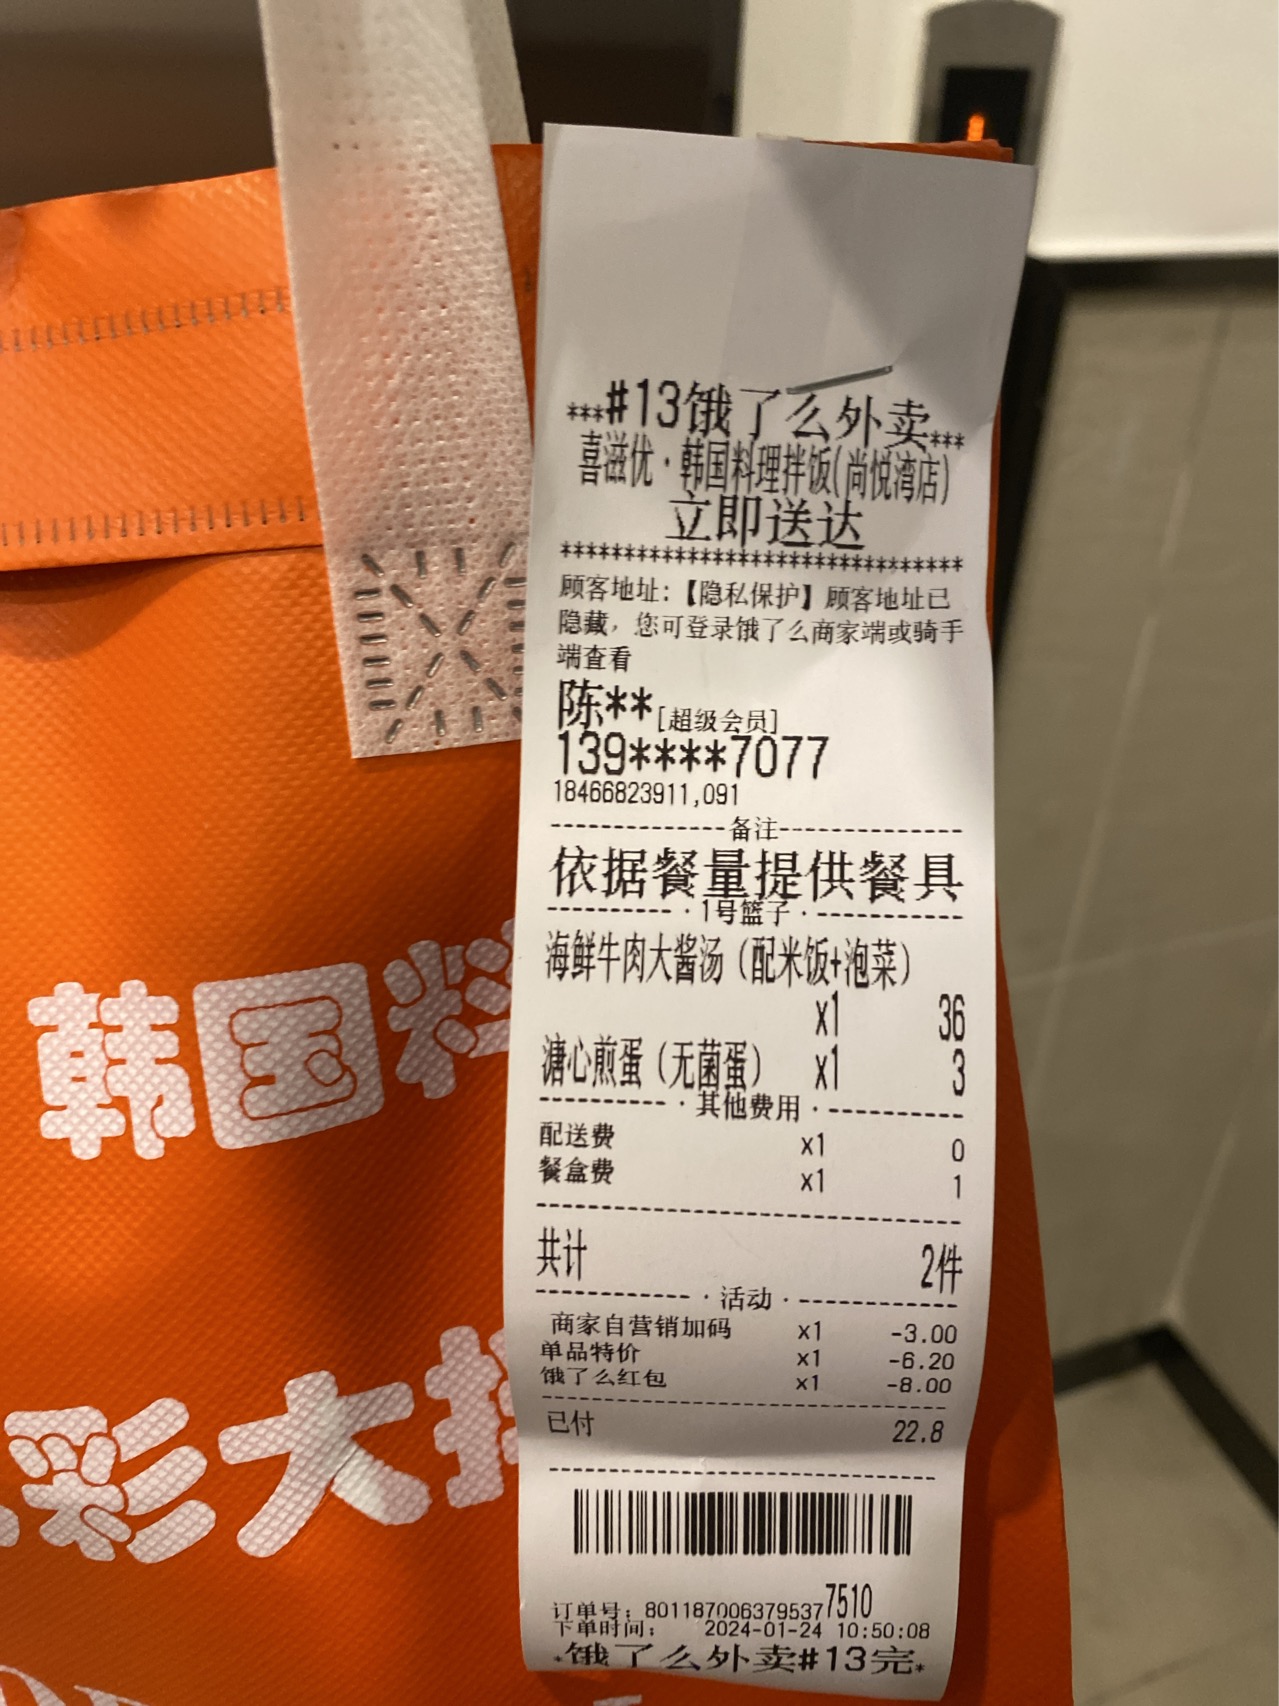 ***#13饿了么外卖***
喜滋优·韩国料理拌饭(尚悦湾店)
立即送达
********************************
顾客地址:【隐私保护】顾客地址已
隐藏，您可登录饿了么商家端或骑手
端查看
陈**[超级会员]
139****7077
18466823911,091
--------------备注---------------
依据餐量提供餐具
----------·1号篮子·------------
海鲜牛肉大酱汤（配米饭+泡菜）
x1 36
溏心煎蛋（无菌蛋） x1 3
----------·其他费用·-----------
配送费 x1 0
餐盒费 x1 1
共计 2件
------------·活动·-------------
商家自营销加码 x1 -3.00
单品特价 x1 -6.20
饿了么红包 x1 -8.00
已付 22.8
订单号: 8011870063795377510
下单时间: 2024-01-24 10:50:08
*饿了么外卖#13完*
韩国料
彩大